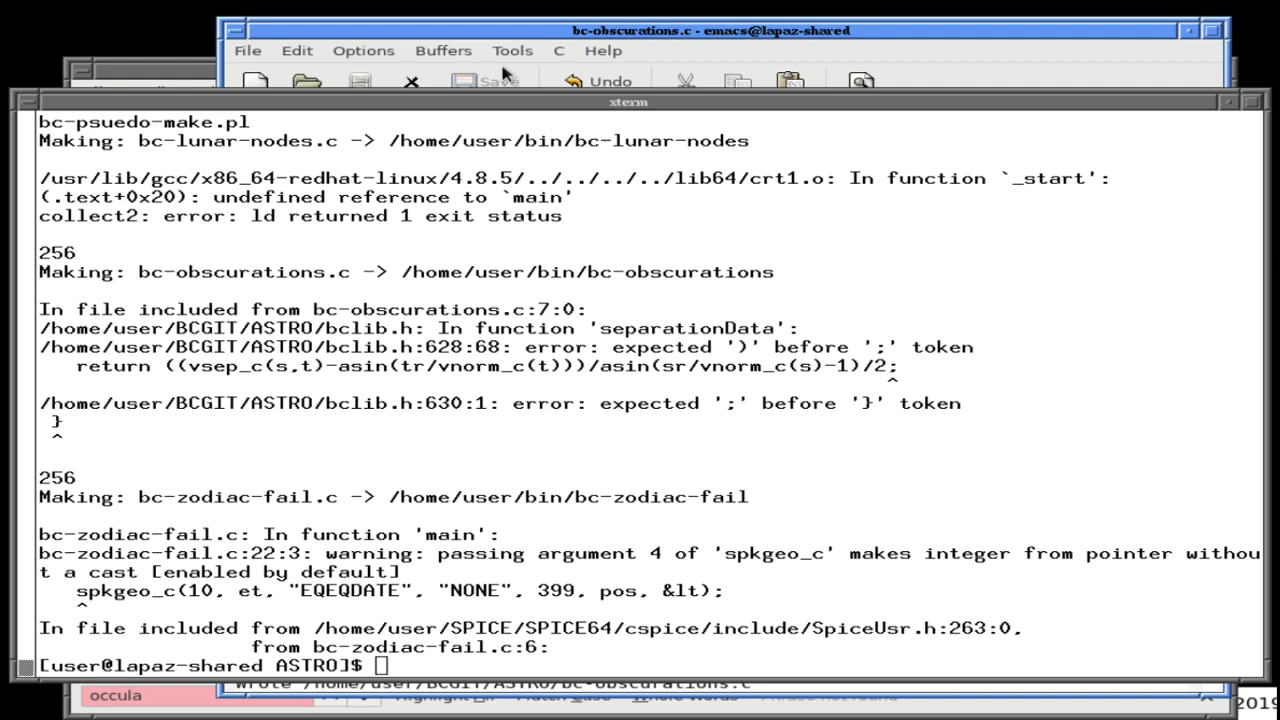 bc-obscurations.c - emacs@lapaz-shared
File Edit Options Buffers Tools C Help
Save Undo
xterm
bc-psuedo-make.pl
Making: bc-lunar-nodes.c -> /home/user/bin/bc-lunar-nodes
/usr/lib/gcc/x86_64-redhat-linux/4.8.5/../../../../lib64/crt1.o: In function `_start':
(.text+0x20): undefined reference to `main'
collect2: error: ld returned 1 exit status
256
Making: bc-obscurations.c -> /home/user/bin/bc-obscurations
In file included from bc-obscurations.c:7:0:
/home/user/BCGIT/ASTRO/bclib.h: In function 'separationData':
/home/user/BCGIT/ASTRO/bclib.h:628:68: error: expected ')' before ';' token
return ((vsep_c(s,t)-asin(tr/vnorm_c(t)))/asin(sr/vnorm_c(s)-1)/2;
^
/home/user/BCGIT/ASTRO/bclib.h:630:1: error: expected ';' before '}' token
}
^
256
Making: bc-zodiac-fail.c -> /home/user/bin/bc-zodiac-fail
bc-zodiac-fail.c: In function 'main':
bc-zodiac-fail.c:22:3: warning: passing argument 4 of 'spkgeo_c' makes integer from pointer withou
t a cast [enabled by default]
spkgeo_c(10, et, "EQEQDATE", "NONE", 399, pos, &lt);
^
In file included from /home/user/SPICE/SPICE64/cspice/include/SpiceUsr.h:263:0,
from bc-zodiac-fail.c:6:
[user@lapaz-shared ASTRO]$
Wrote /home/user/BCGIT/ASTRO/bc-obscurations.c
occula
2019